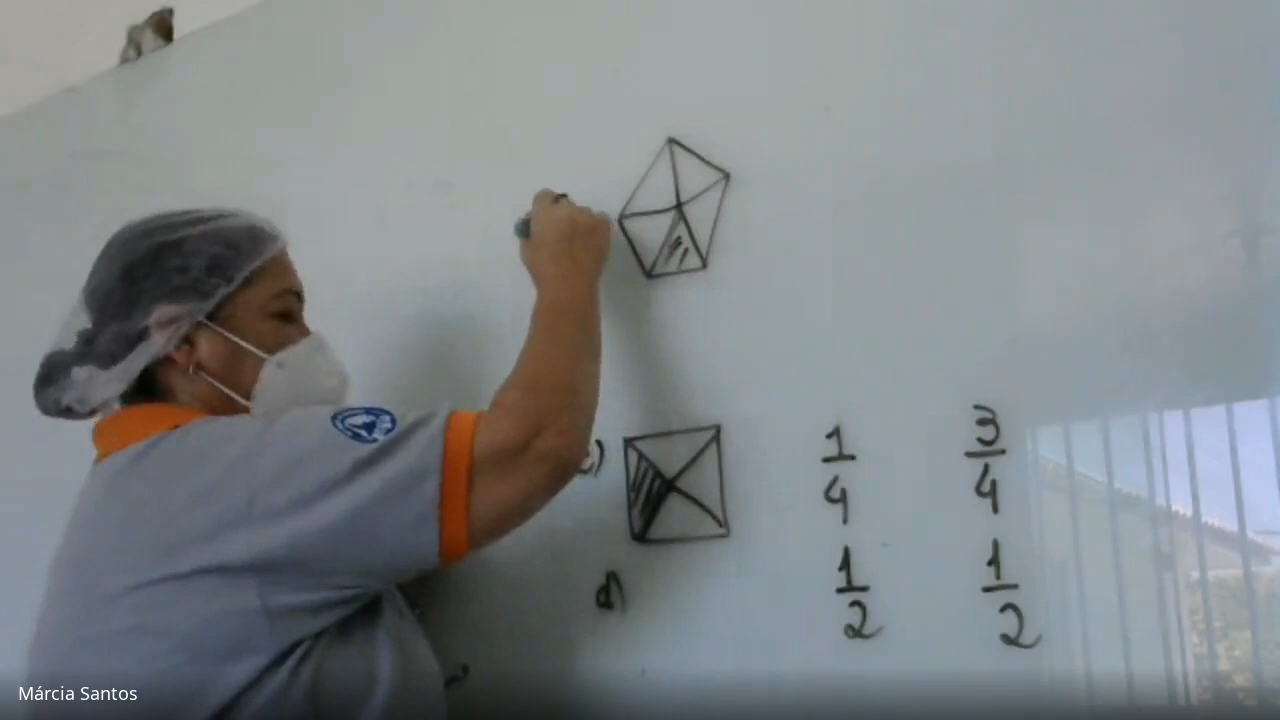 c) 1/4 3/4
d) 1/2 1/2
Márcia Santos